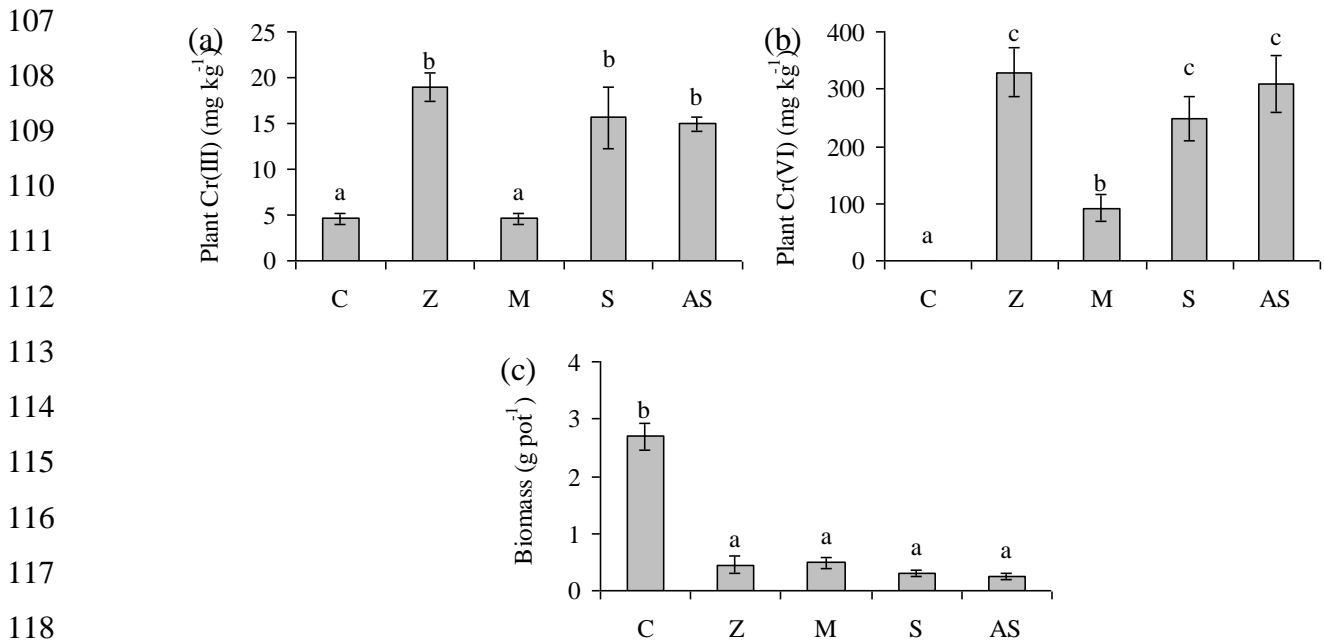 107
108
109
110
111
112
113
114
115
116
117
118
(a)
Plant Cr(III) (mg kg-1)
25
20
15
10
5
0
a
b
a
b
b
C Z M S AS
(b)
Plant Cr(VI) (mg kg-1)
400
300
200
100
0
a
c
b
c
c
C Z M S AS
(c)
Biomass (g pot-1)
4
3
2
1
0
b
a
a
a
a
C Z M S AS